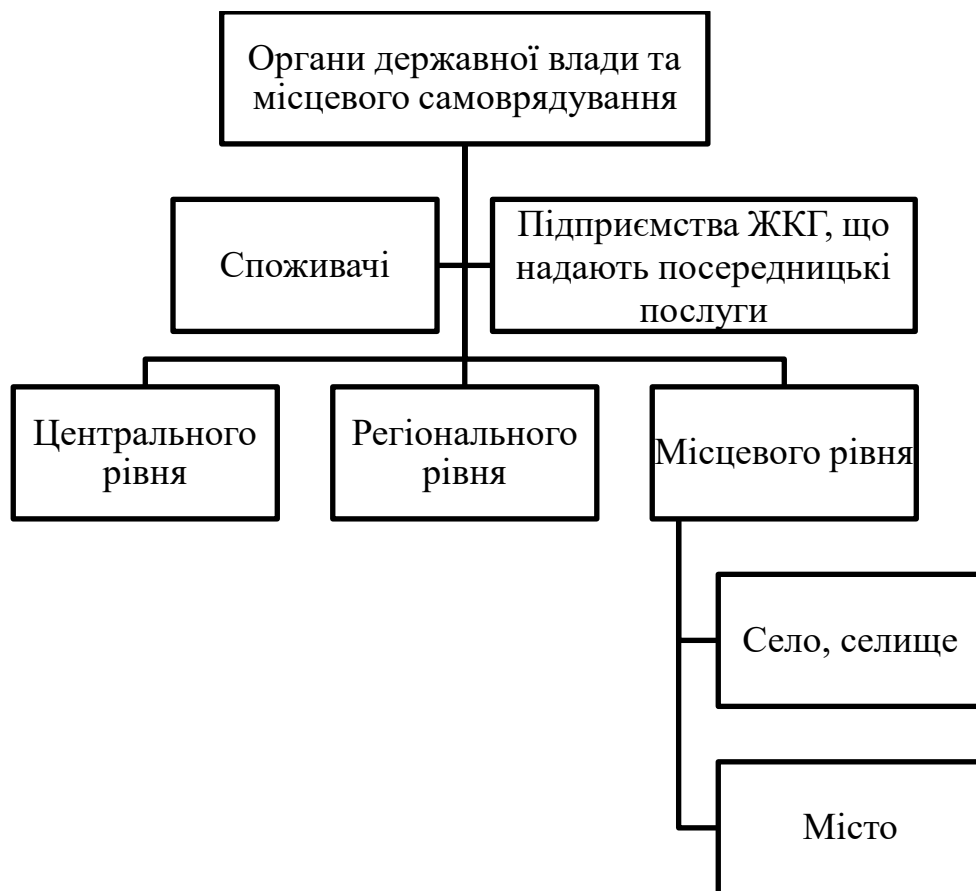 Органи державної влади та
місцевого самоврядування
Споживачі
Підприємства ЖКГ, що
надають посередницькі
послуги
Центрального
рівня
Регіонального
рівня
Місцевого рівня
Село, селище
Місто